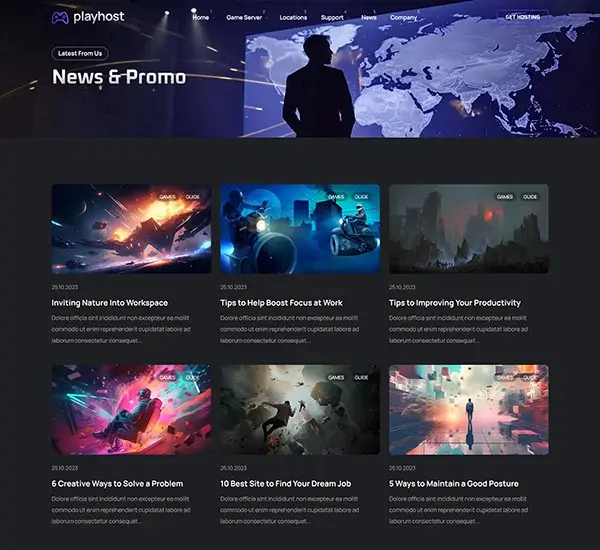 playhost
Home Game Server Locations Support News Company
GET HOSTING
Latest From Us
News & Promo
GAMES GUIDE
GAMES GUIDE
GAMES GUIDE
25.10.2023
Inviting Nature Into Workspace
Dolore officia sint incididunt non excepteur ea mollit
commodo ut enim reprehenderit cupidatat labore ad
laborum consectetur consequat...
25.10.2023
Tips to Help Boost Focus at Work
Dolore officia sint incididunt non excepteur ea mollit
commodo ut enim reprehenderit cupidatat labore ad
laborum consectetur consequat...
25.10.2023
Tips to Improving Your Productivity
Dolore officia sint incididunt non excepteur ea mollit
commodo ut enim reprehenderit cupidatat labore ad
laborum consectetur consequat...
GAMES GUIDE
GAMES GUIDE
GAMES GUIDE
25.10.2023
6 Creative Ways to Solve a Problem
Dolore officia sint incididunt non excepteur ea mollit
commodo ut enim reprehenderit cupidatat labore ad
laborum consectetur consequat...
25.10.2023
10 Best Site to Find Your Dream Job
Dolore officia sint incididunt non excepteur ea mollit
commodo ut enim reprehenderit cupidatat labore ad
laborum consectetur consequat...
25.10.2023
5 Ways to Maintain a Good Posture
Dolore officia sint incididunt non excepteur ea mollit
commodo ut enim reprehenderit cupidatat labore ad
laborum consectetur consequat...